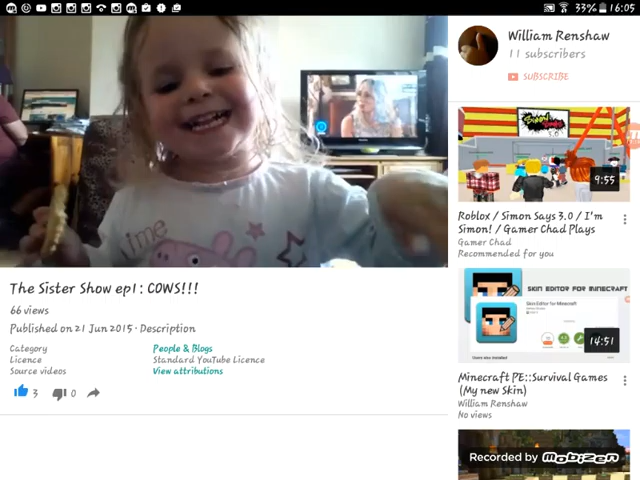 33% 16:05
William Renshaw
11 subscribers
SUBSCRIBE
ime
9:55
Roblox / Simon Says 3.0 / I'm
Simon! / Gamer Chad Plays
Gamer Chad
Recommended for you
The Sister Show ep1 : COWS!!!
66 views
Published on 21 Jun 2015 · Description
Category People & Blogs
Licence Standard YouTube Licence
Source videos View attributions
3 0
SKIN EDITOR FOR MINECRAFT
Skin Editor for Minecraft
14:51
Minecraft PE::Survival Games
(My new Skin)
William Renshaw
No views
Recorded by Mobizen